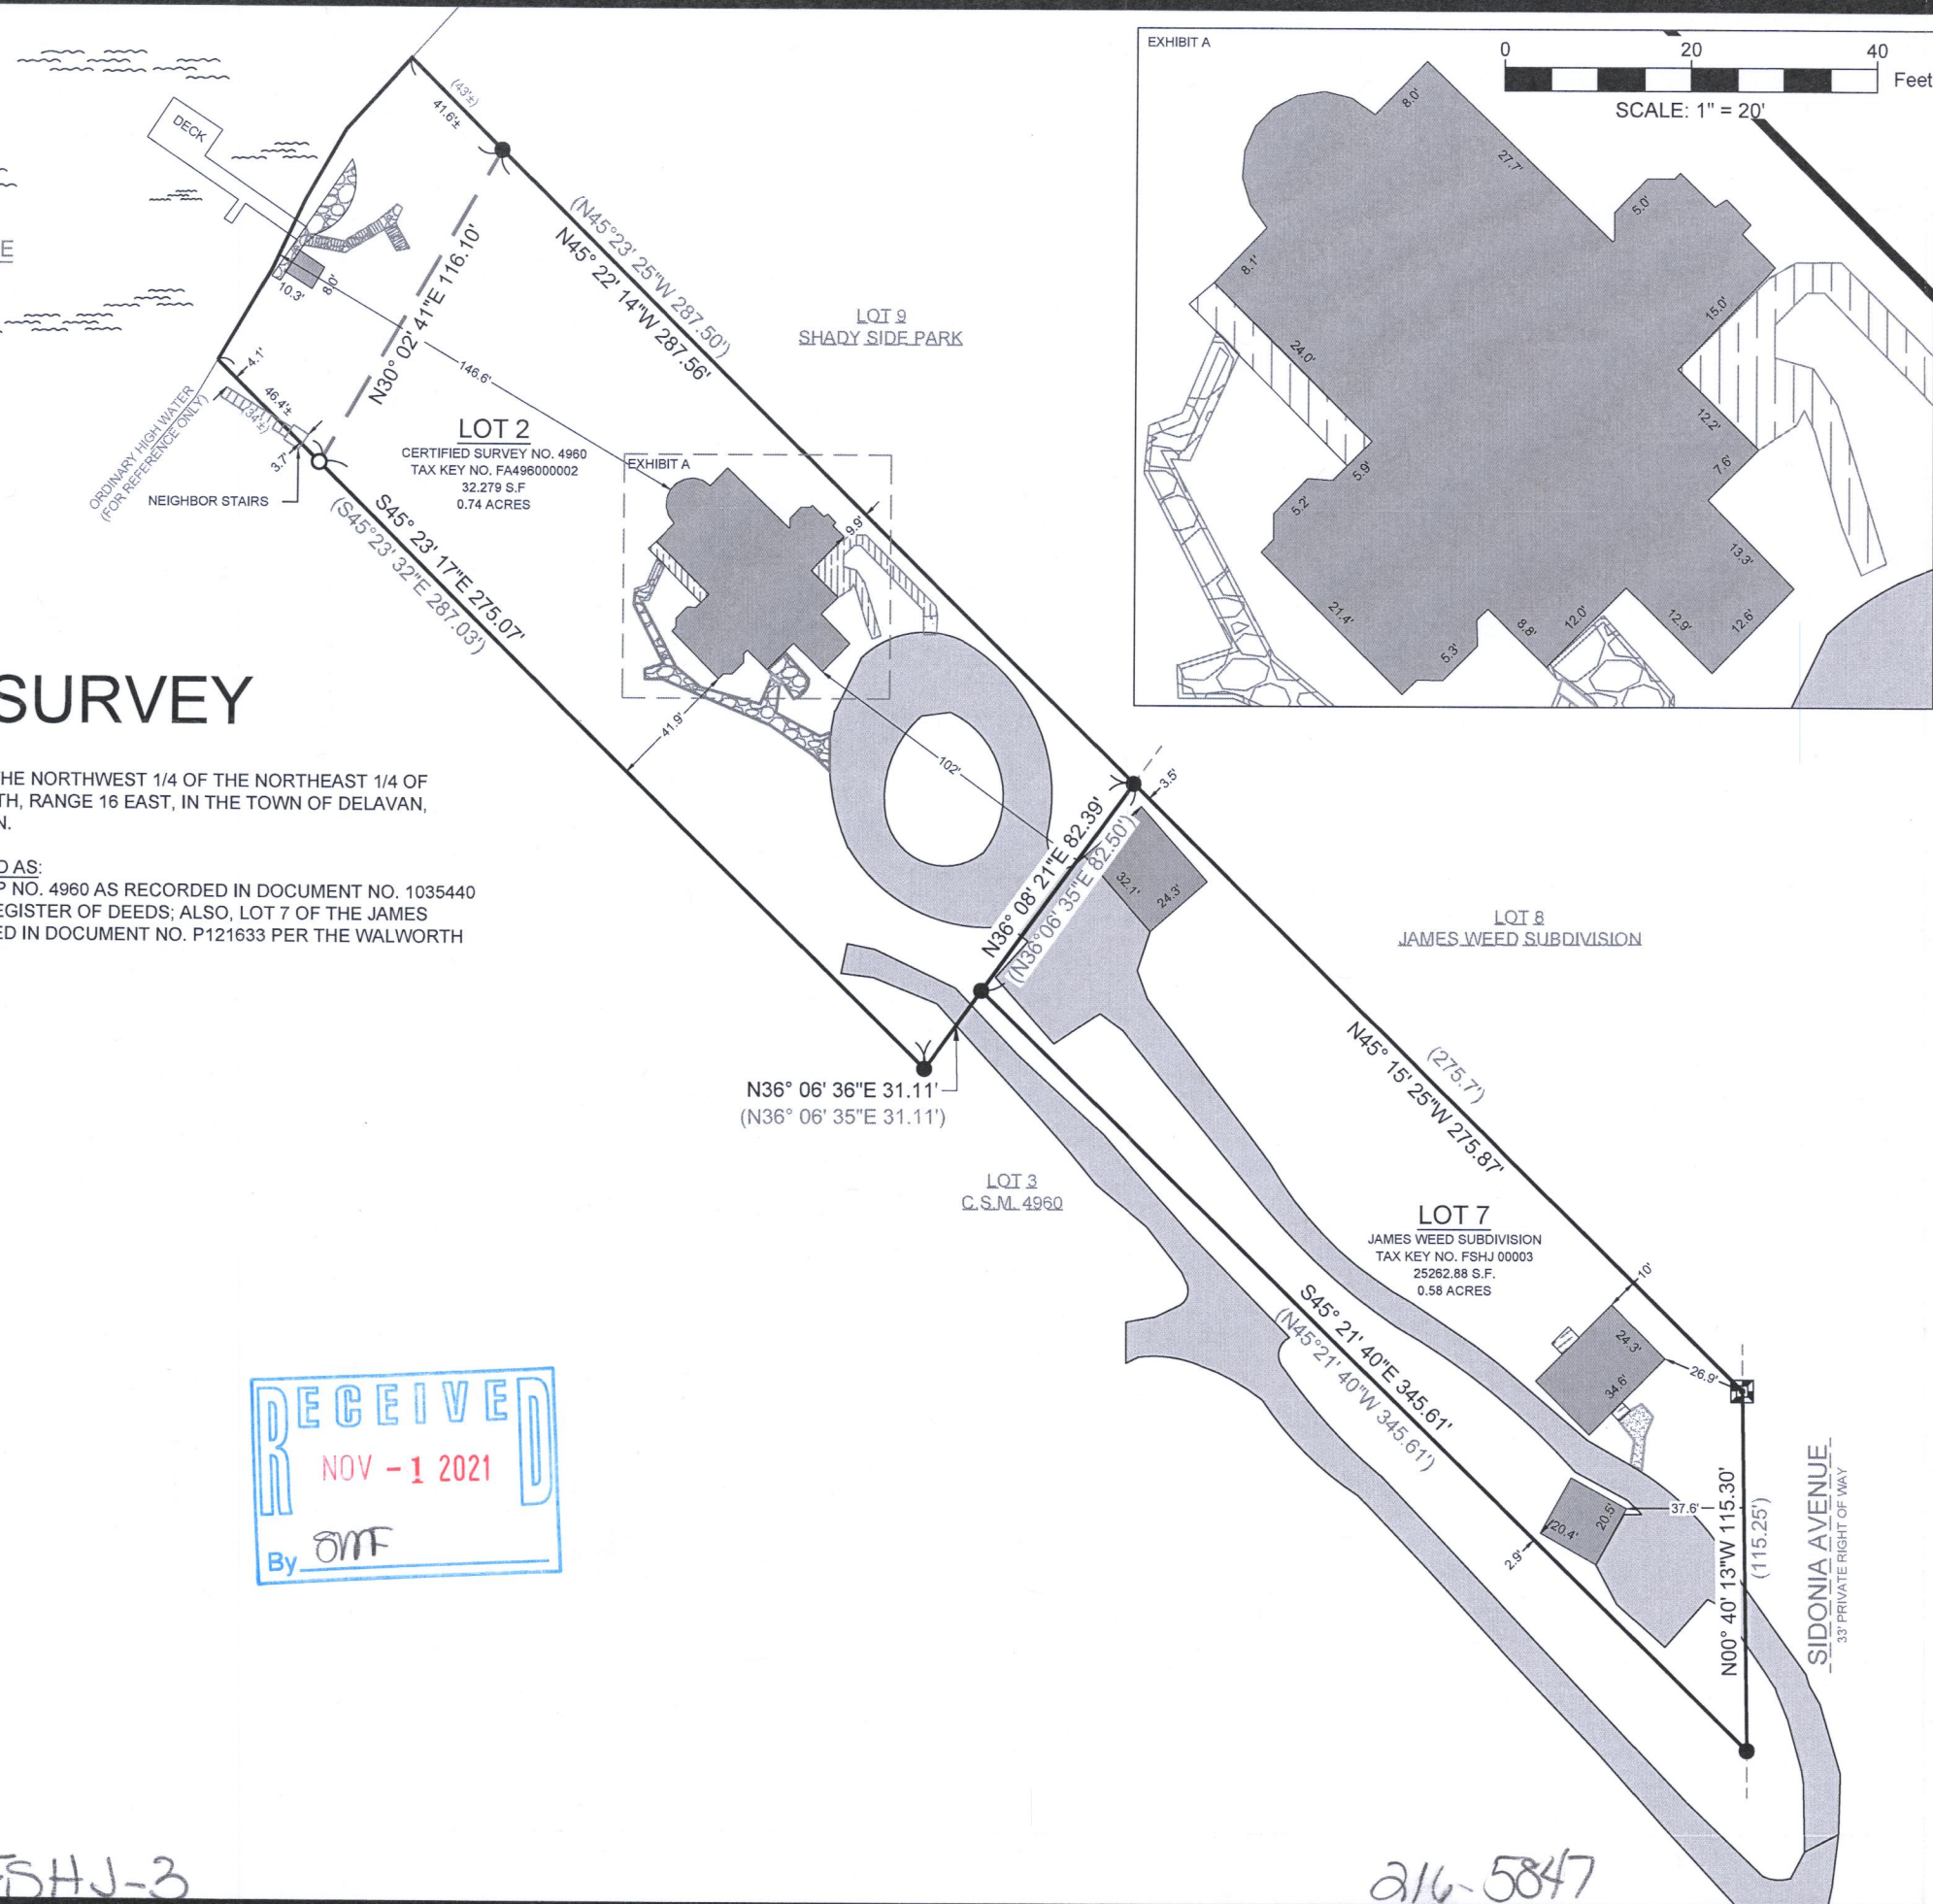 EXHIBIT A
0 20 40
Feet
SCALE: 1" = 20'
8.0'
27.7'
5.0'
8.1'
15.0'
24.0'
12.2'
5.9'
7.6'
5.2'
13.3'
21.4'
8.8'
12.0'
12.9'
12.6'
5.3'
(43'±)
41.6'±
DECK
E
10.3'
8.0'
N30° 02' 41"E 116.10'
(N45°23' 25"W 287.50')
N45° 22' 14"W 287.56'
LOT 9
SHADY SIDE PARK
4.1'
46.4'±
(34'±)
3.7'
146.6'
ORDINARY HIGH WATER
(FOR REFERENCE ONLY)
NEIGHBOR STAIRS
LOT 2
CERTIFIED SURVEY NO. 4960
TAX KEY NO. FA496000002
32.279 S.F
0.74 ACRES
EXHIBIT A
9.9'
S45° 23' 17"E 275.07'
(S45°23' 32"E 287.03')
41.9'
102'
SURVEY
THE NORTHWEST 1/4 OF THE NORTHEAST 1/4 OF
TH, RANGE 16 EAST, IN THE TOWN OF DELAVAN,
N.
D AS:
P NO. 4960 AS RECORDED IN DOCUMENT NO. 1035440
EGISTER OF DEEDS; ALSO, LOT 7 OF THE JAMES
ED IN DOCUMENT NO. P121633 PER THE WALWORTH
3.5'
N36° 08' 21"E 82.39'
(N36°06' 35"E 82.50')
32.1'
24.3'
LOT 8
JAMES WEED SUBDIVISION
N36° 06' 36"E 31.11'
(N36° 06' 35"E 31.11')
(275.7')
N45° 15' 25"W 275.87'
LOT 3
C.S.M. 4960
LOT 7
JAMES WEED SUBDIVISION
TAX KEY NO. FSHJ 00003
25262.88 S.F.
0.58 ACRES
10'
S45° 21' 40"E 345.61'
(N45°21' 40"W 345.61')
24.3'
34.6'
26.9'
20.5'
20.4'
37.6'
2.9'
N00° 40' 13"W 115.30'
(115.25')
SIDONIA AVENUE
33' PRIVATE RIGHT OF WAY
RECEIVED
NOV - 1 2021
By SMF
FSHJ-3
216-5847